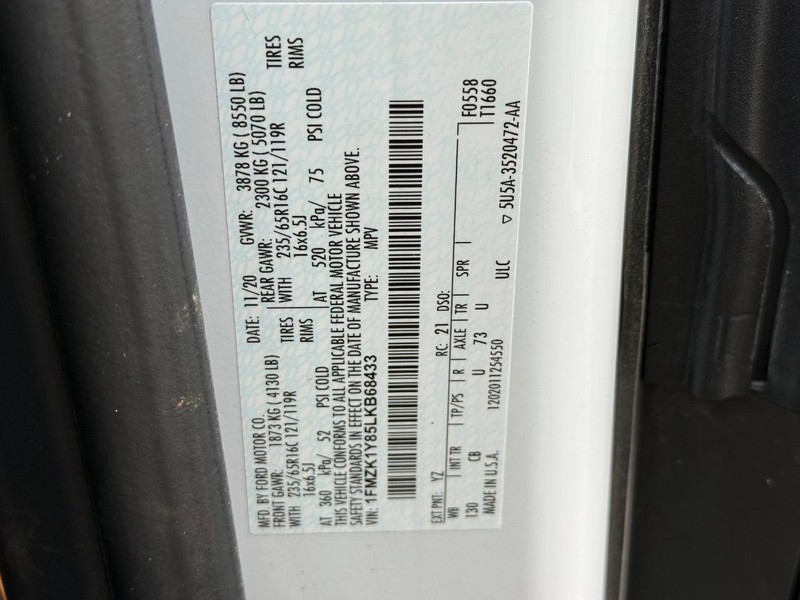 MFD. BY FORD MOTOR CO. DATE: 11/20 GVWR: 3878 KG ( 8550 LB)
FRONT GAWR: 1873 KG ( 4130 LB) REAR GAWR: 2300 KG ( 5070 LB)
WITH 235/65R16C 121/119R TIRES WITH 235/65R16C 121/119R TIRES
16x6.5J RIMS 16x6.5J RIMS
AT 360 kPa/ 52 PSI COLD AT 520 kPa/ 75 PSI COLD
THIS VEHICLE CONFORMS TO ALL APPLICABLE FEDERAL MOTOR VEHICLE
SAFETY STANDARDS IN EFFECT ON THE DATE OF MANUFACTURE SHOWN ABOVE.
VIN: 1FMZK1Y85LKB68433 TYPE: MPV
EXT PNT: YZ RC: 21 DSO: F0558
WB INT TR TP/PS R AXLE TR SPR T1660
130 CB U 73 U
MADE IN U.S.A. 1202011254550 ULC ▽ 5U5A-3520472-AA